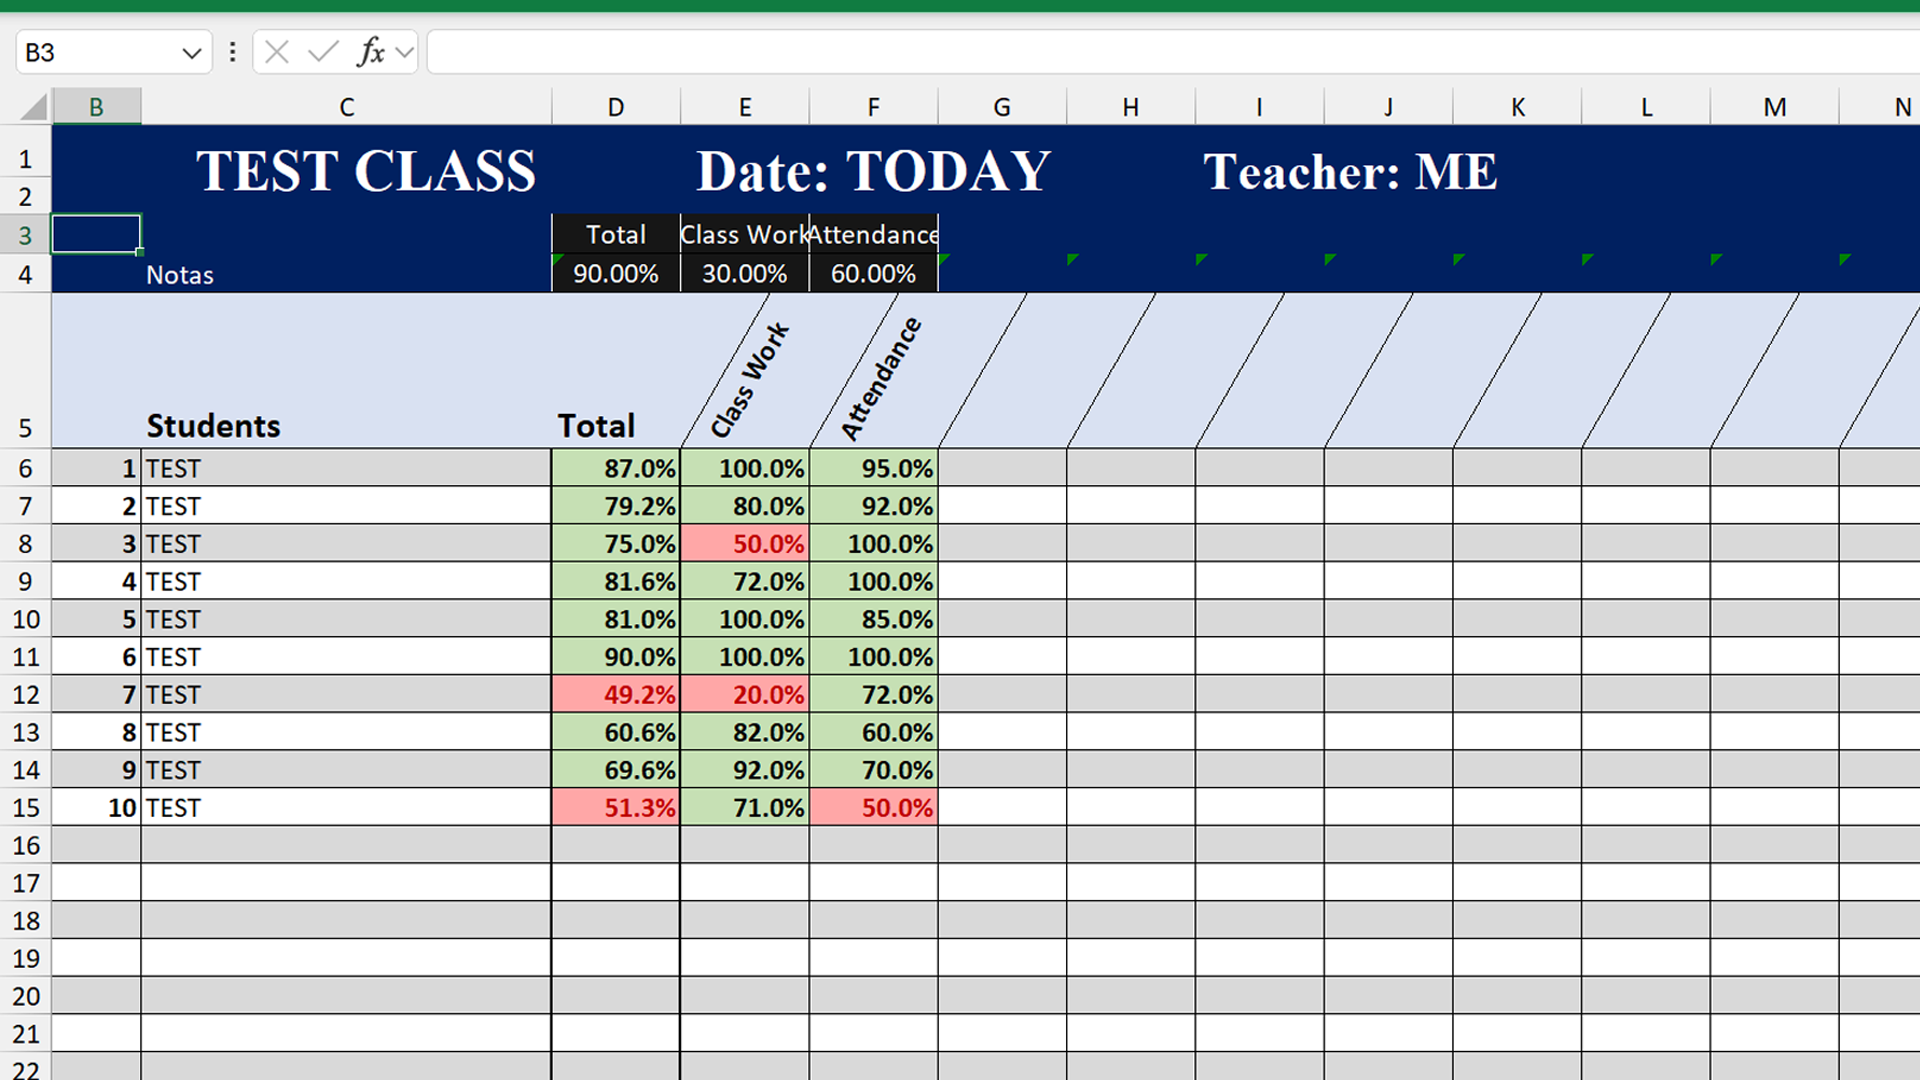 B3
fx
B C D E F G H I J K L M N
1 TEST CLASS Date: TODAY Teacher: ME
2
3 Total Class Work Attendance
4 Notas 90.00% 30.00% 60.00%
5 Students Total Class Work Attendance
6 1 TEST 87.0% 100.0% 95.0%
7 2 TEST 79.2% 80.0% 92.0%
8 3 TEST 75.0% 50.0% 100.0%
9 4 TEST 81.6% 72.0% 100.0%
10 5 TEST 81.0% 100.0% 85.0%
11 6 TEST 90.0% 100.0% 100.0%
12 7 TEST 49.2% 20.0% 72.0%
13 8 TEST 60.6% 82.0% 60.0%
14 9 TEST 69.6% 92.0% 70.0%
15 10 TEST 51.3% 71.0% 50.0%
16
17
18
19
20
21
22